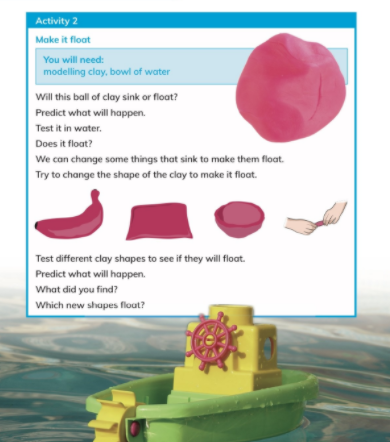 Activity 2
Make it float
You will need:
modelling clay, bowl of water
Will this ball of clay sink or float?
Predict what will happen.
Test it in water.
Does it float?
We can change some things that sink to make them float.
Try to change the shape of the clay to make it float.
Test different clay shapes to see if they will float.
Predict what will happen.
What did you find?
Which new shapes float?